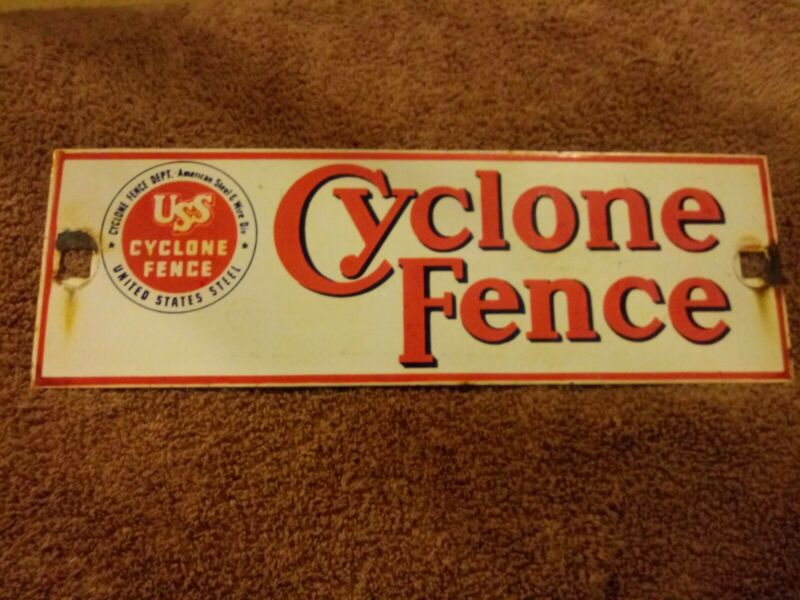 CYCLONE FENCE DEPT. American Steel & Wire Div
USS
CYCLONE
FENCE
UNITED STATES STEEL
Cyclone
Fence